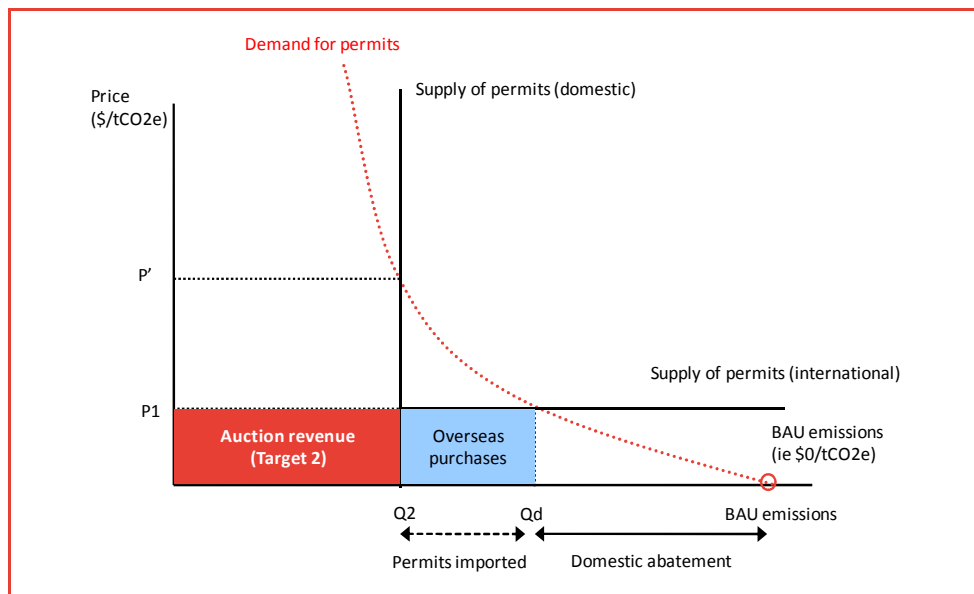 Demand for permits
Supply of permits (domestic)
Price
($/tCO2e)
P’
Supply of permits (international)
P1
Auction revenue
(Target 2)
Overseas
purchases
BAU emissions
(ie $0/tCO2e)
Q2
Qd
BAU emissions
Permits imported
Domestic abatement